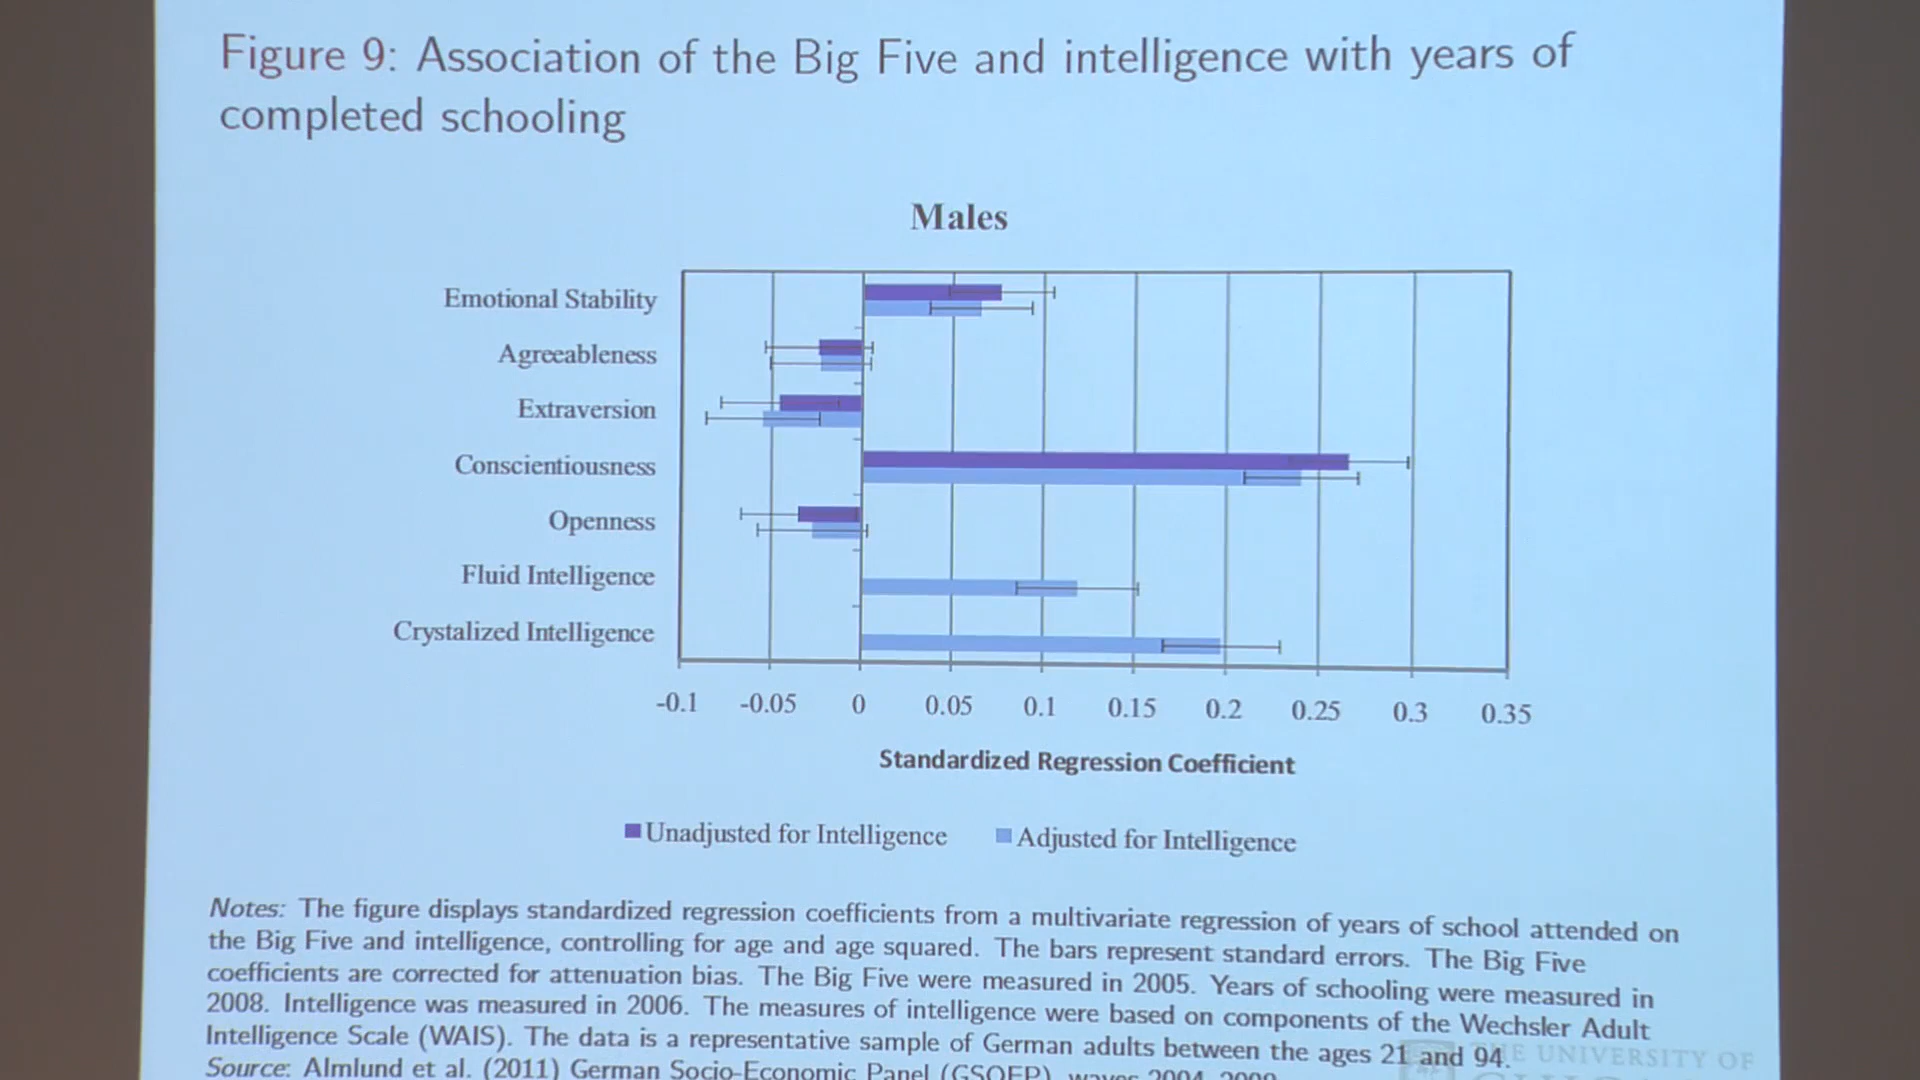 Figure 9: Association of the Big Five and intelligence with years of
completed schooling
Males
Emotional Stability
Agreeableness
Extraversion
Conscientiousness
Openness
Fluid Intelligence
Crystalized Intelligence
-0.1 -0.05 0 0.05 0.1 0.15 0.2 0.25 0.3 0.35
Standardized Regression Coefficient
Unadjusted for Intelligence Adjusted for Intelligence
Notes: The figure displays standardized regression coefficients from a multivariate regression of years of school attended on
the Big Five and intelligence, controlling for age and age squared. The bars represent standard errors. The Big Five
coefficients are corrected for attenuation bias. The Big Five were measured in 2005. Years of schooling were measured in
2008. Intelligence was measured in 2006. The measures of intelligence were based on components of the Wechsler Adult
Intelligence Scale (WAIS). The data is a representative sample of German adults between the ages 21 and 94.
THE UNIVERSITY OF
Source: Almlund et al. (2011) German Socio-Economic Panel (GSOEP), waves 2004-2009